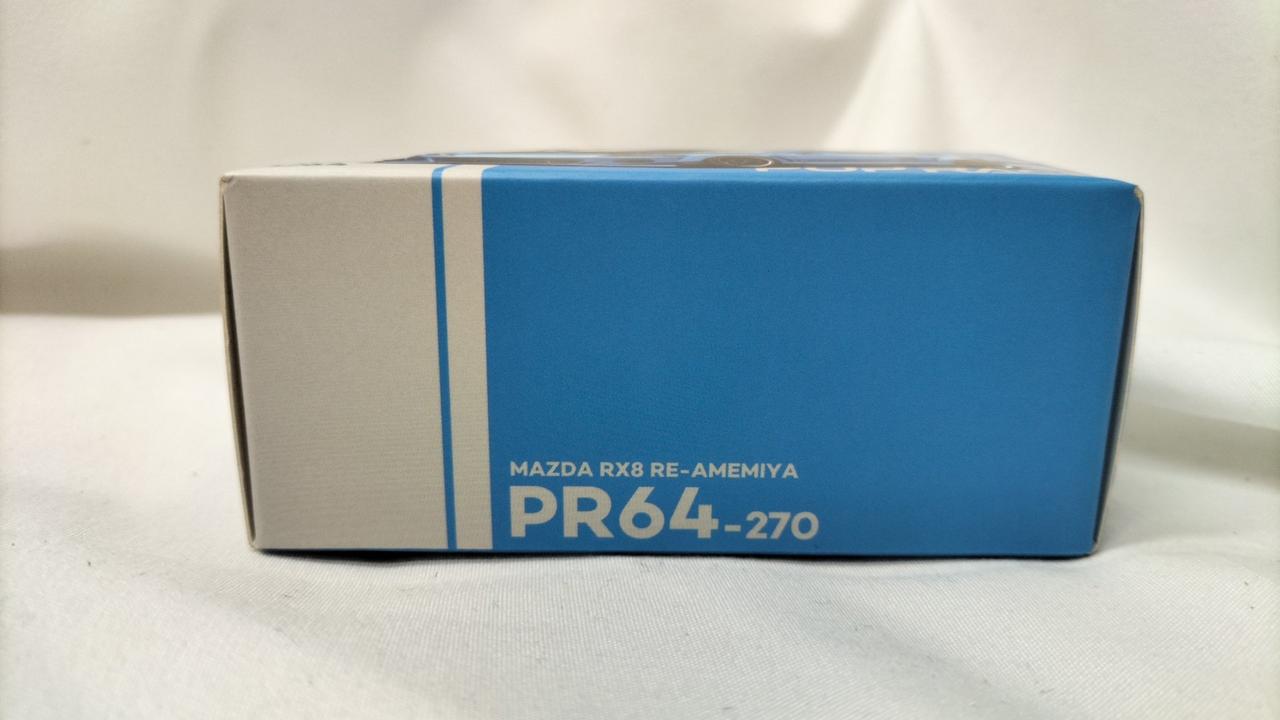 MAZDA RX8 RE-AMEMIYA
PR64-270